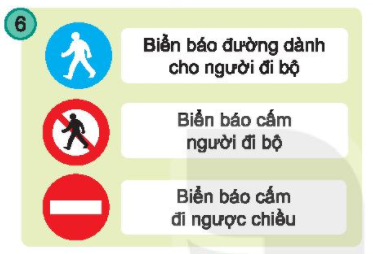 6
Biển báo đường dành
cho người đi bộ
Biển báo cấm
người đi bộ
Biển báo cấm
đi ngược chiều